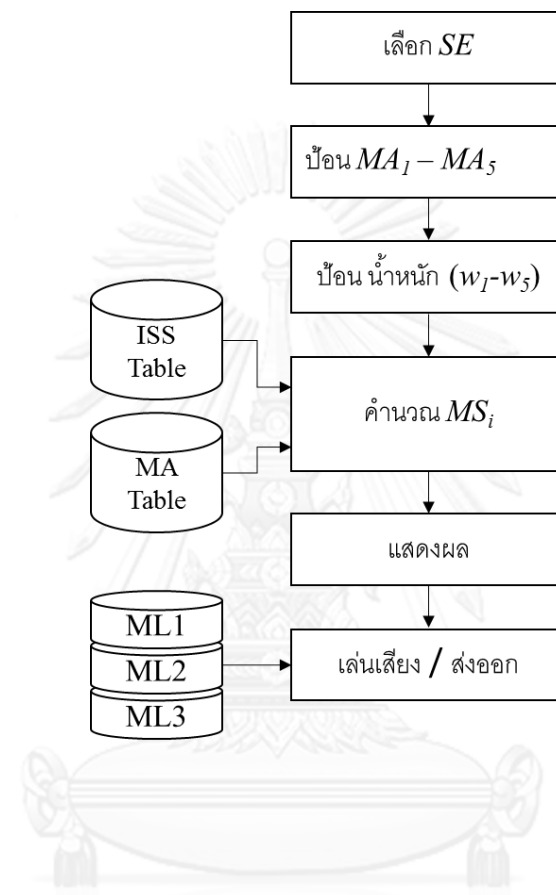 เลือก SE
ป้อน MA1 – MA5
ป้อน น้ำหนัก (w1-w5)
ISS
Table
คำนวณ MSi
MA
Table
แสดงผล
ML1
ML2
ML3
เล่นเสียง / ส่งออก